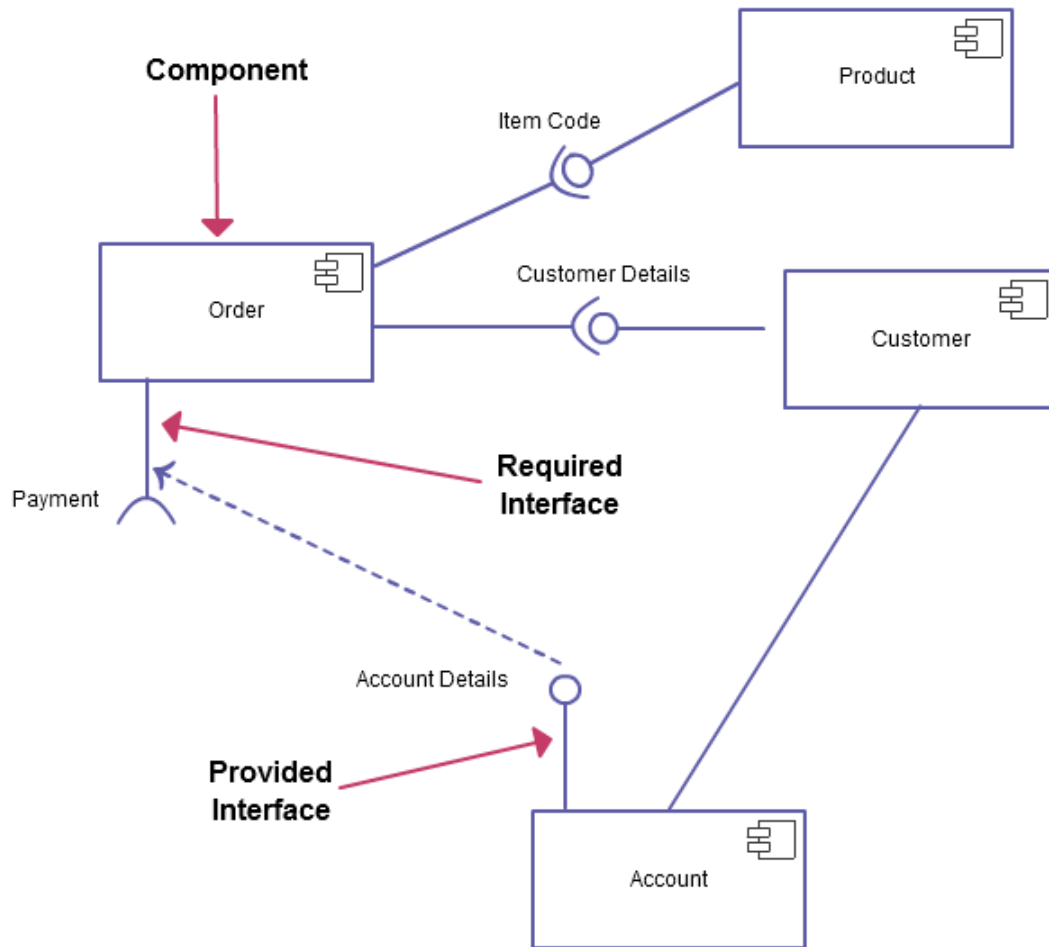 Component
Product
Item Code
Customer Details
Order
Customer
Required
Interface
Payment
Account Details
Provided
Interface
Account